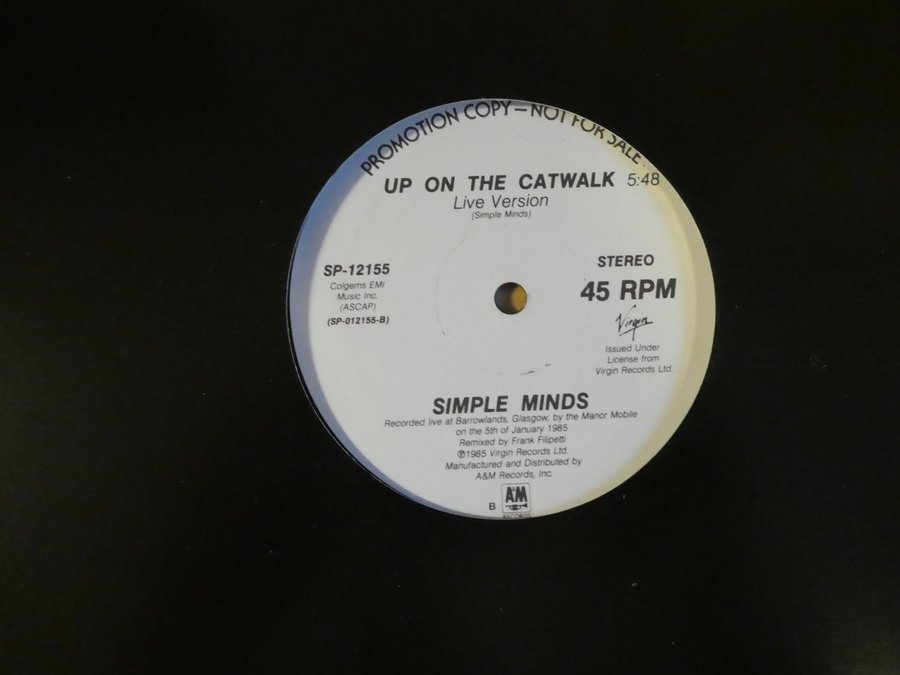 PROMOTION COPY — NOT FOR SALE.
UP ON THE CATWALK 5:48
Live Version
(Simple Minds)
SP-12155
Colgems EMI
Music Inc.
(ASCAP)
(SP-012155-B)
STEREO
45 RPM
Virgin
Issued Under
License from
Virgin Records Ltd.
SIMPLE MINDS
Recorded live at Barrowlands, Glasgow, by the Manor Mobile
on the 5th of January 1985
Remixed by Frank Filipetti
℗1985 Virgin Records Ltd.
Manufactured and Distributed by
A&M Records, Inc.
B
A&M
RECORDS